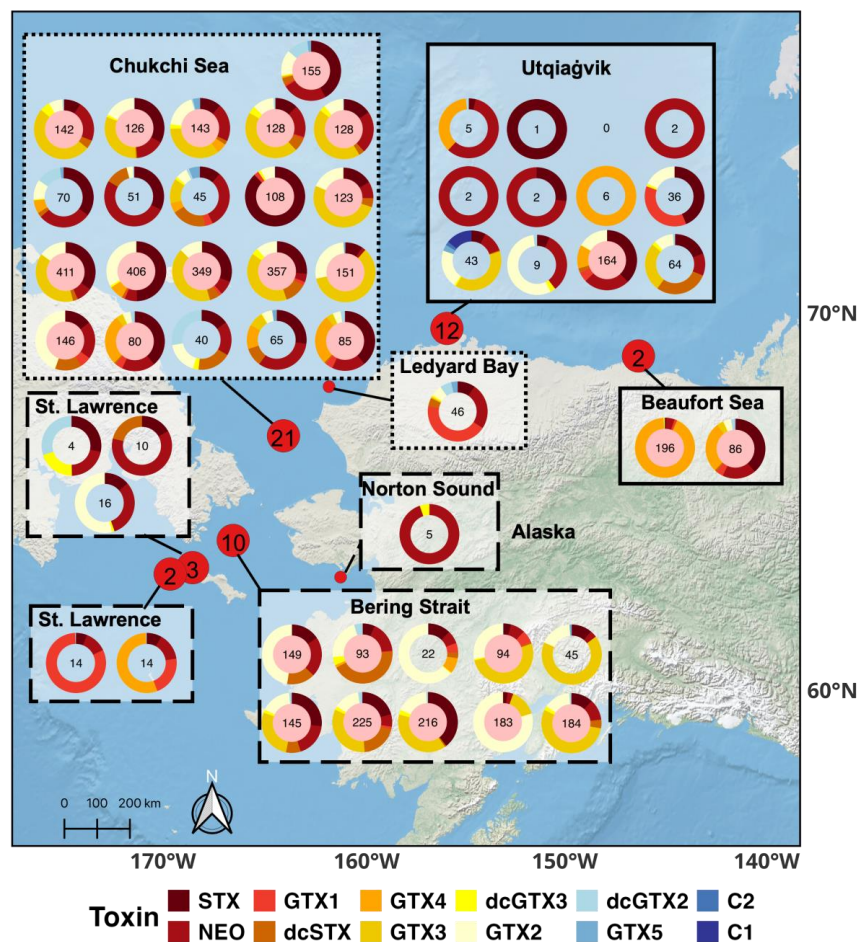 Chukchi Sea
155
142 126 143 128 128
70 51 45 108 123
411 406 349 357 151
146 80 40 65 85
Utqiaġvik
5 1 0 2
2 2 6 36
43 9 164 64
70°N
12
2
Ledyard Bay
46
Beaufort Sea
196 86
21
St. Lawrence
4 10
16
Norton Sound
5
Alaska
10
2 3
St. Lawrence
14 14
Bering Strait
149 93 22 94 45
145 225 216 183 184
60°N
N
0 100 200 km
170°W 160°W 150°W 140°W
Toxin
STX GTX1 GTX4 dcGTX3 dcGTX2 C2
NEO dcSTX GTX3 GTX2 GTX5 C1